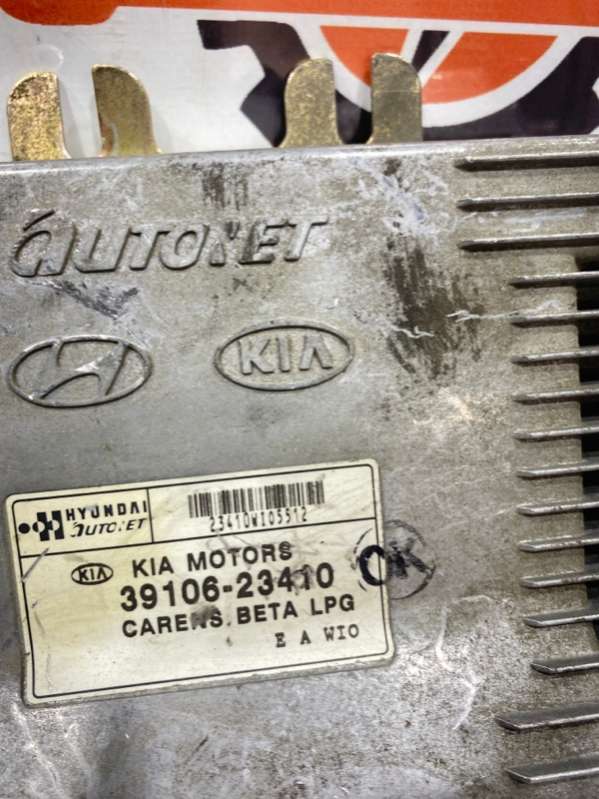 AUTONET
KIA
HYUNDAI
AUTONET
23410WI05512
KIA MOTORS
KIA
39106-23410
OK
CARENS.BETA LPG
E A WIO